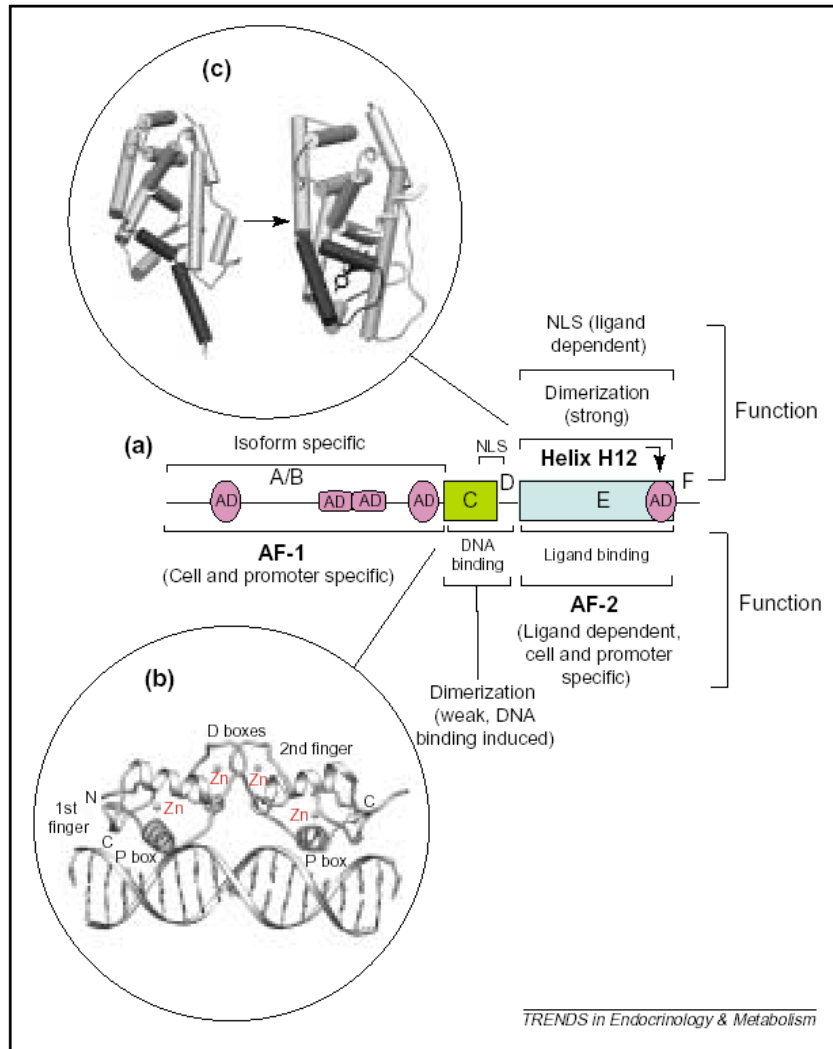 (c)
NLS (ligand
dependent)
Dimerization
(strong)
Function
(a)
Isoform specific
NLS
Helix H12
A/B
D
F
AD
AD
AD
AD
C
E
AD
AF-1
(Cell and promoter specific)
DNA
binding
Ligand binding
AF-2
(Ligand dependent,
cell and promoter
specific)
Function
Dimerization
(weak, DNA
binding induced)
(b)
D boxes
2nd finger
Zn
Zn
N
Zn
Zn
C
1st
finger
C
P box
P box
TRENDS in Endocrinology & Metabolism